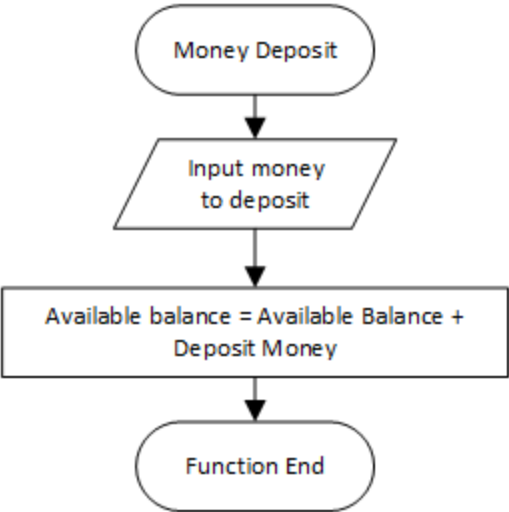 Money Deposit
Input money
to deposit
Available balance = Available Balance +
Deposit Money
Function End